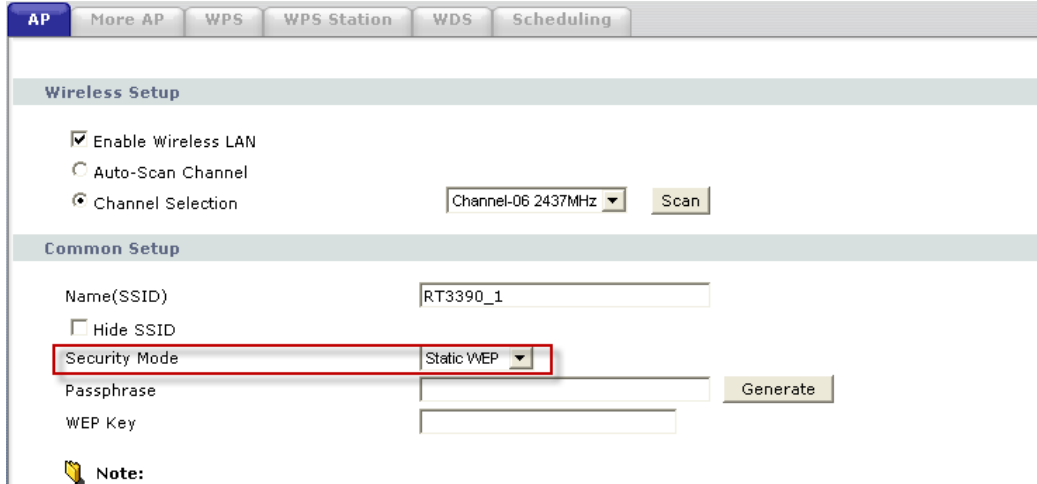 AP More AP WPS WPS Station WDS Scheduling
Wireless Setup
Enable Wireless LAN
Auto-Scan Channel
Channel Selection Channel-06 2437MHz Scan
Common Setup
Name(SSID) RT3390_1
Hide SSID
Security Mode Static WEP
Passphrase Generate
WEP Key
Note: